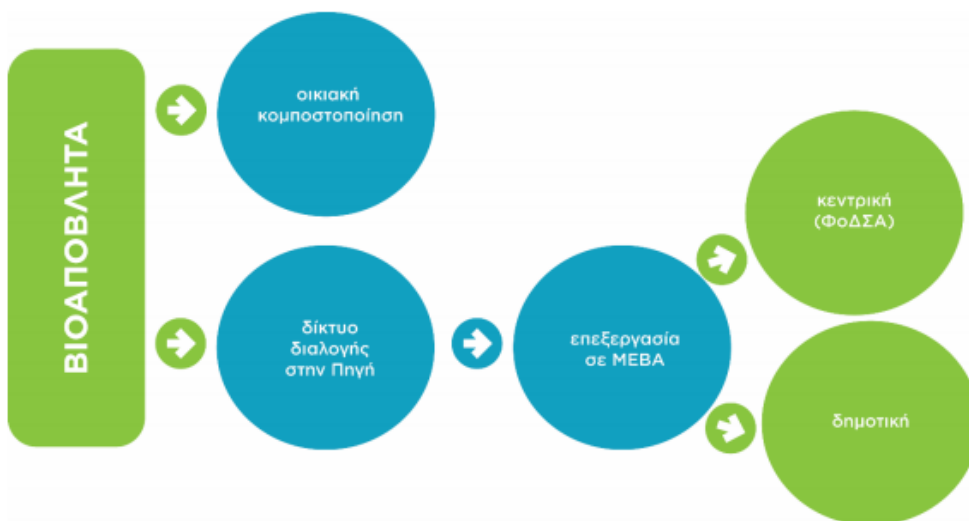 ΒΙΟΑΠΟΒΛΗΤΑ
οικιακή
κομποστοποίηση
δίκτυο
διαλογής
στην Πηγή
επεξεργασία
σε ΜΕΒΑ
κεντρική
(ΦοΔΣΑ)
δημοτική